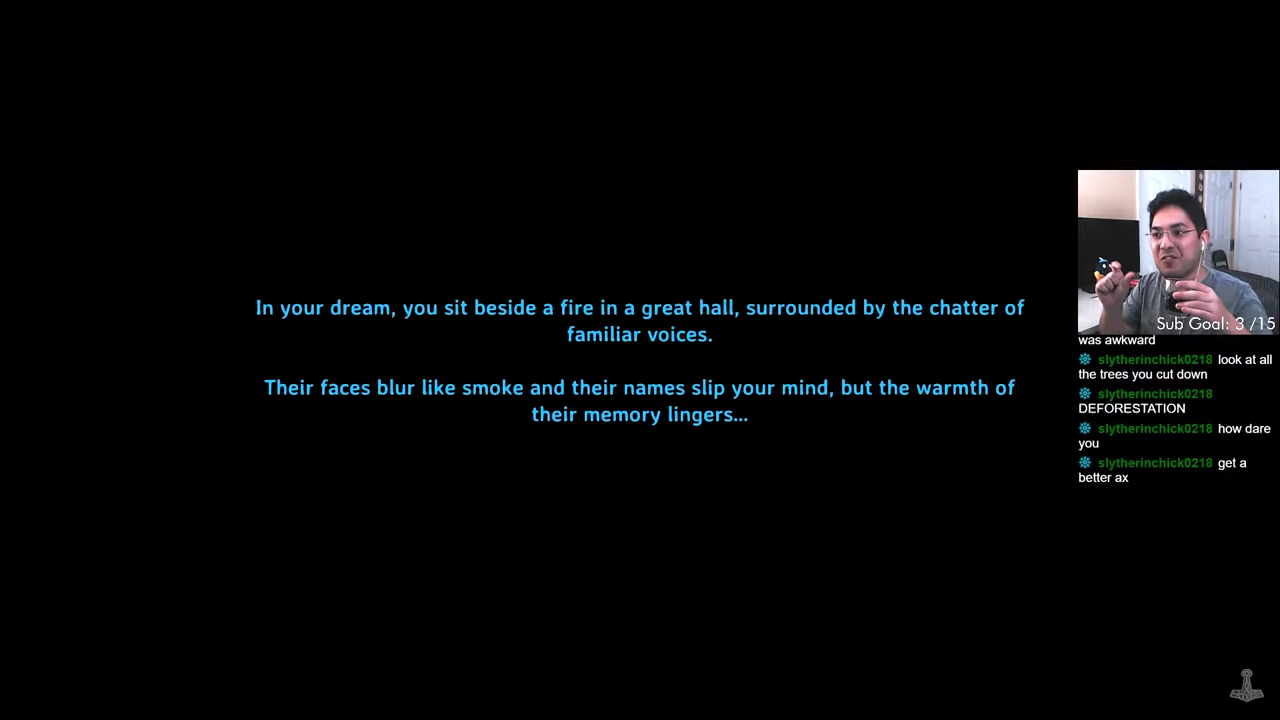 In your dream, you sit beside a fire in a great hall, surrounded by the chatter of
familiar voices.
Their faces blur like smoke and their names slip your mind, but the warmth of
their memory lingers...
Sub Goal: 3 /15
was awkward
slytherinchick0218 look at all
the trees you cut down
slytherinchick0218
DEFORESTATION
slytherinchick0218 how dare
you
slytherinchick0218 get a
better ax